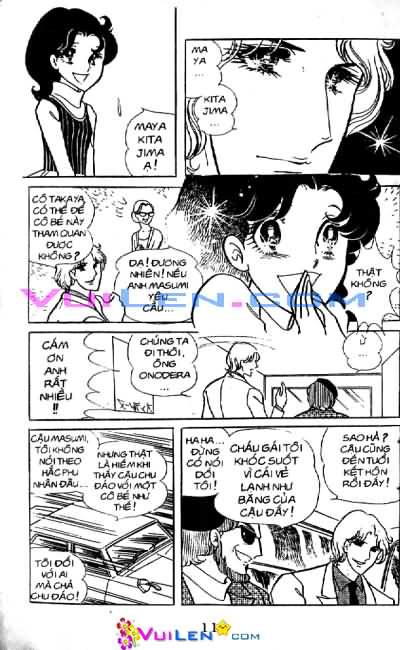 MAYA
KITA
JIMA
A!
MA
YA
...
KITA
JIMA
...
CÔ TAKAYA
CÓ THỂ ĐỂ
CÔ BÉ NÀY
THAM QUAN
ĐƯỢC
KHÔNG?
DẠ! ĐƯƠNG
NHIÊN! NẾU
ANH MASUMI
YÊU
CẦU...
THẬT
KHÔNG?
VUILEN.COM
CÁM
ƠN
ANH
RẤT
NHIỀU
!!
CHÚNG TA
ĐI THÔI,
ÔNG
ONODERA
...
Ừ
...
CẬU MASUMI,
TÔI KHÔNG
NÓI THEO
HẮC PHU
NHÂN ĐÂU...
NHƯNG THẬT
LÀ HIẾM KHI
THẤY CẬU CHU
ĐÁO VỚI MỘT
CÔ BÉ NHƯ
THẾ!
TÔI ĐỐI
VỚI AI
MÀ CHẢ
CHU ĐÁO!
HA HA...
ĐỪNG
CÓ NÓI
DỐI
TÔI!
CHÁU GÁI TÔI
KHÓC SUỐT
VÌ CÁI VẺ
LẠNH NHƯ
BĂNG CỦA
CẬU ĐẤY!
SAO HẢ?
CẬU CŨNG
ĐẾN TUỔI
KẾT HÔN
RỒI ĐẤY!
11
VUILEN.COM